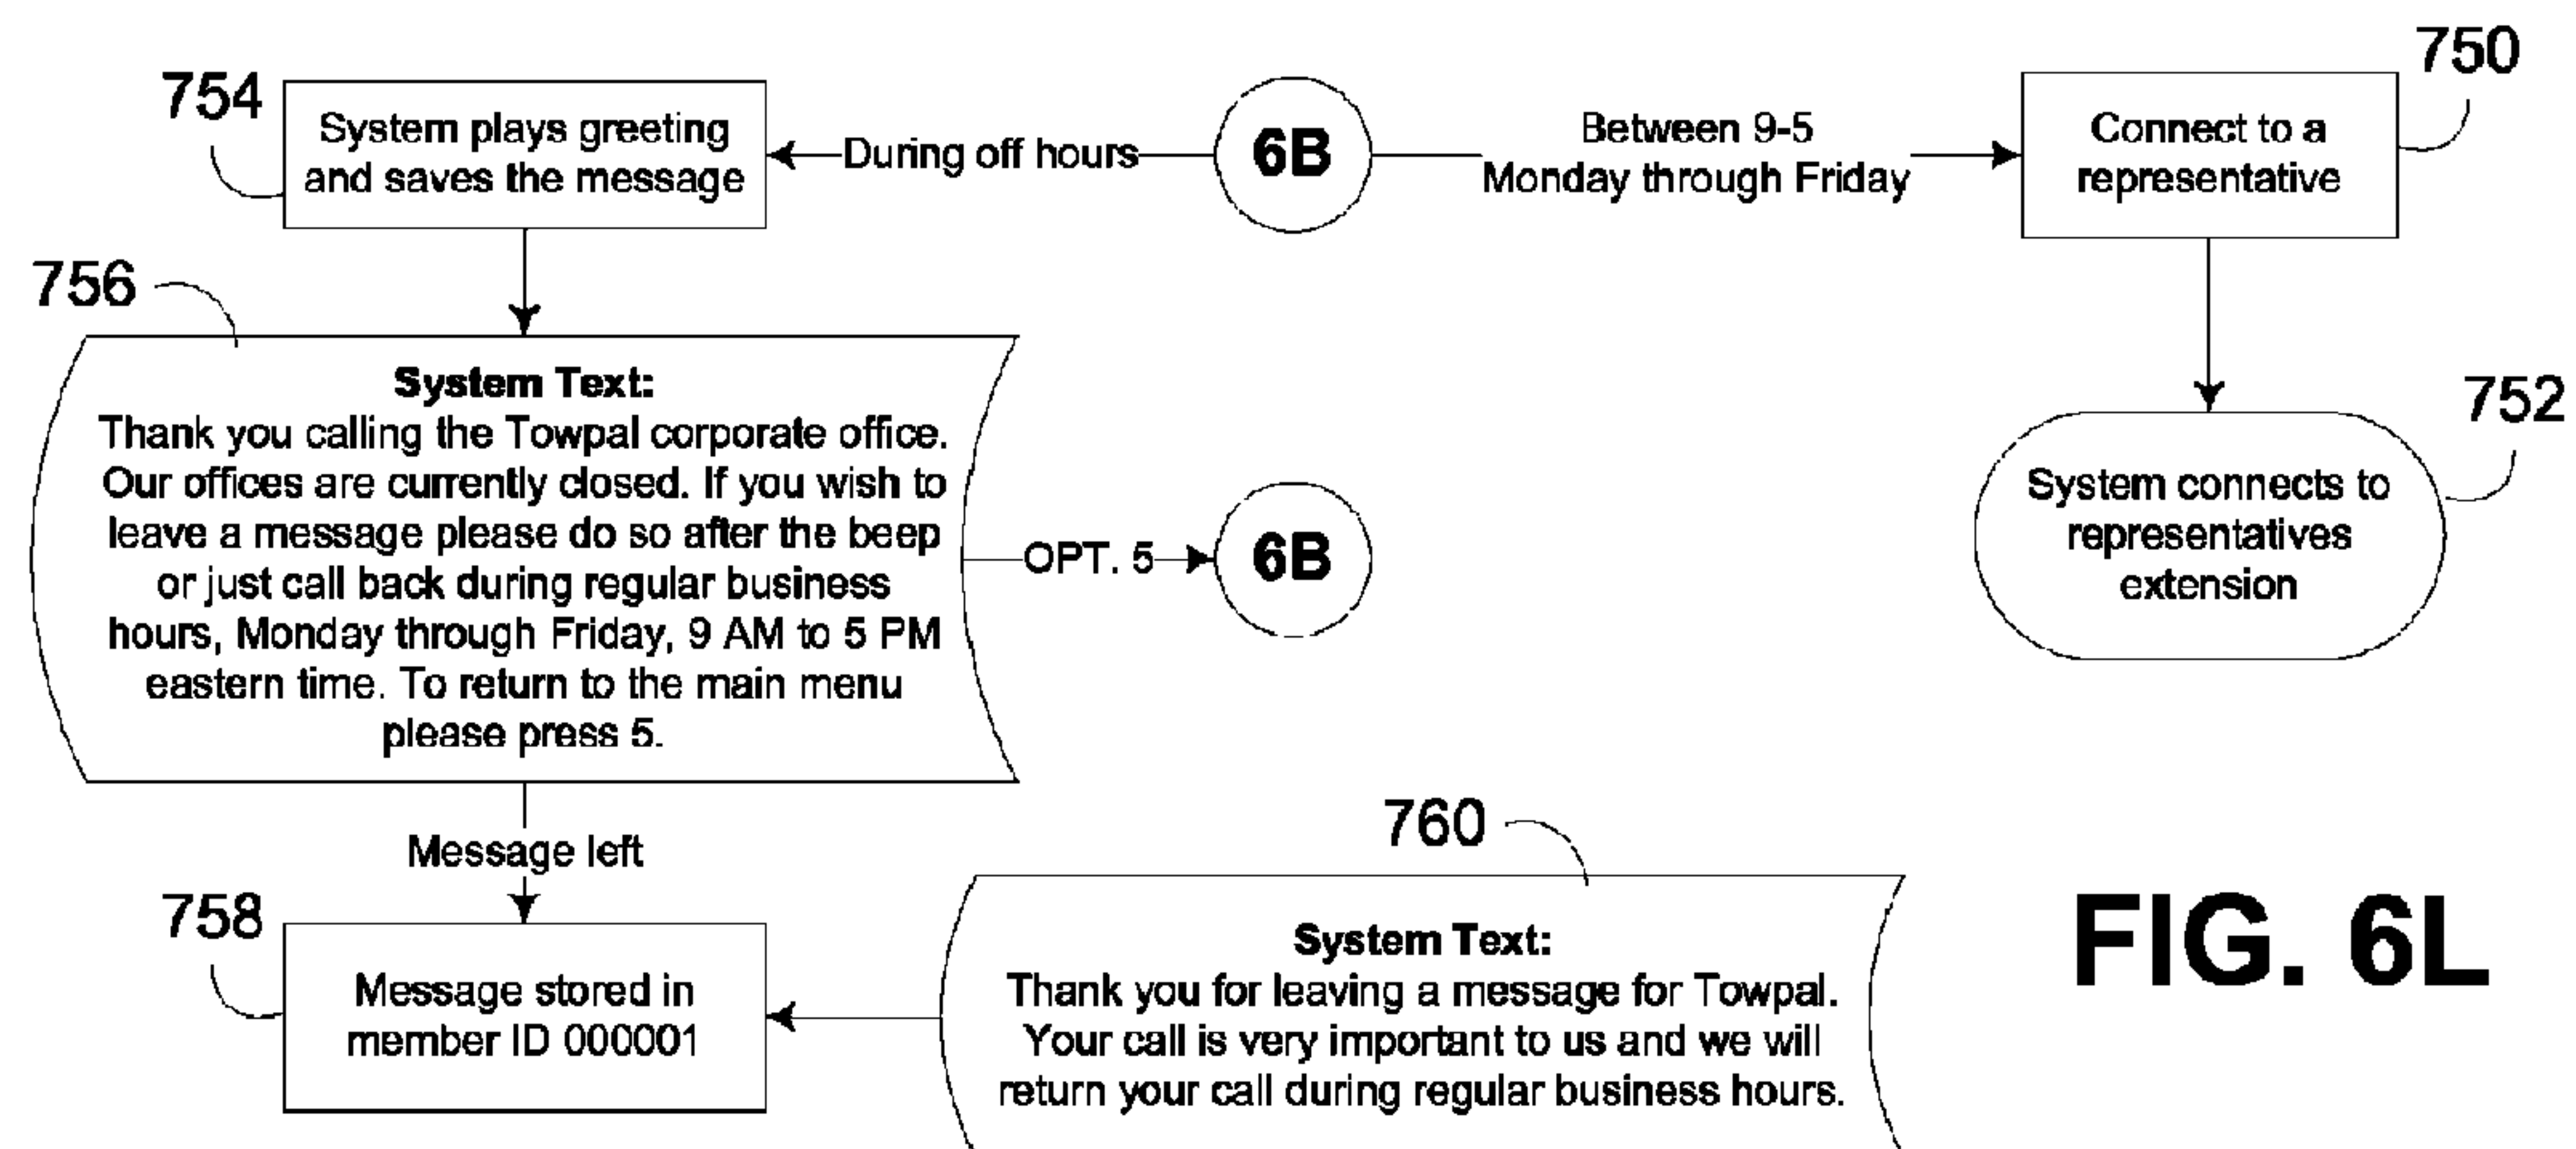 754
System plays greeting
and saves the message
During off hours
6B
Between 9-5
Monday through Friday
750
Connect to a
representative
756
System Text:
Thank you calling the Towpal corporate office.
Our offices are currently closed. If you wish to
leave a message please do so after the beep
or just call back during regular business
hours, Monday through Friday, 9 AM to 5 PM
eastern time. To return to the main menu
please press 5.
OPT. 5
6B
752
System connects to
representatives
extension
Message left
758
Message stored in
member ID 000001
760
System Text:
Thank you for leaving a message for Towpal.
Your call is very important to us and we will
return your call during regular business hours.
FIG. 6L